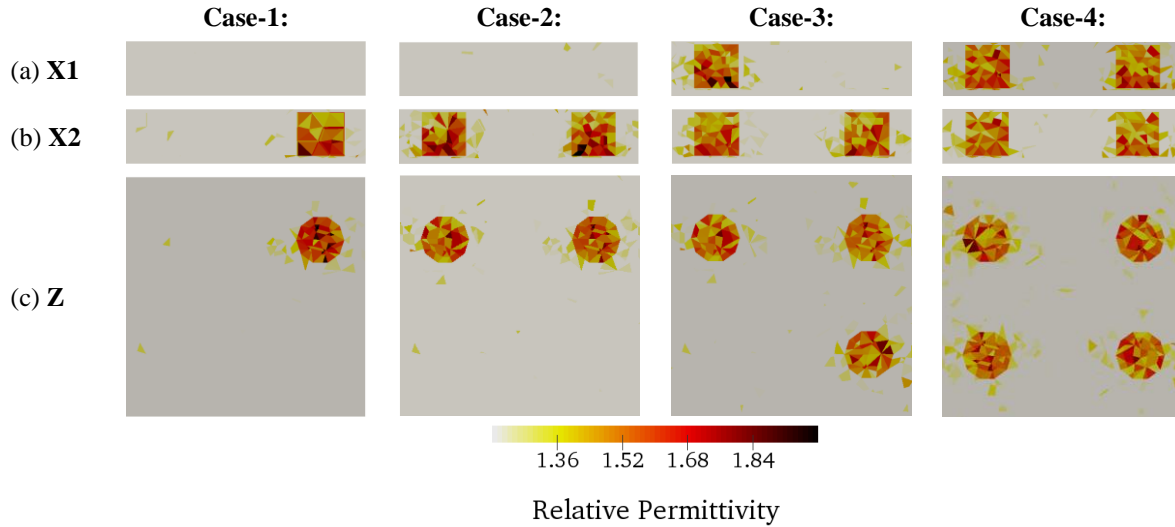 Case-1: Case-2: Case-3: Case-4:
(a) X1
(b) X2
(c) Z
1.36 1.52 1.68 1.84
Relative Permittivity